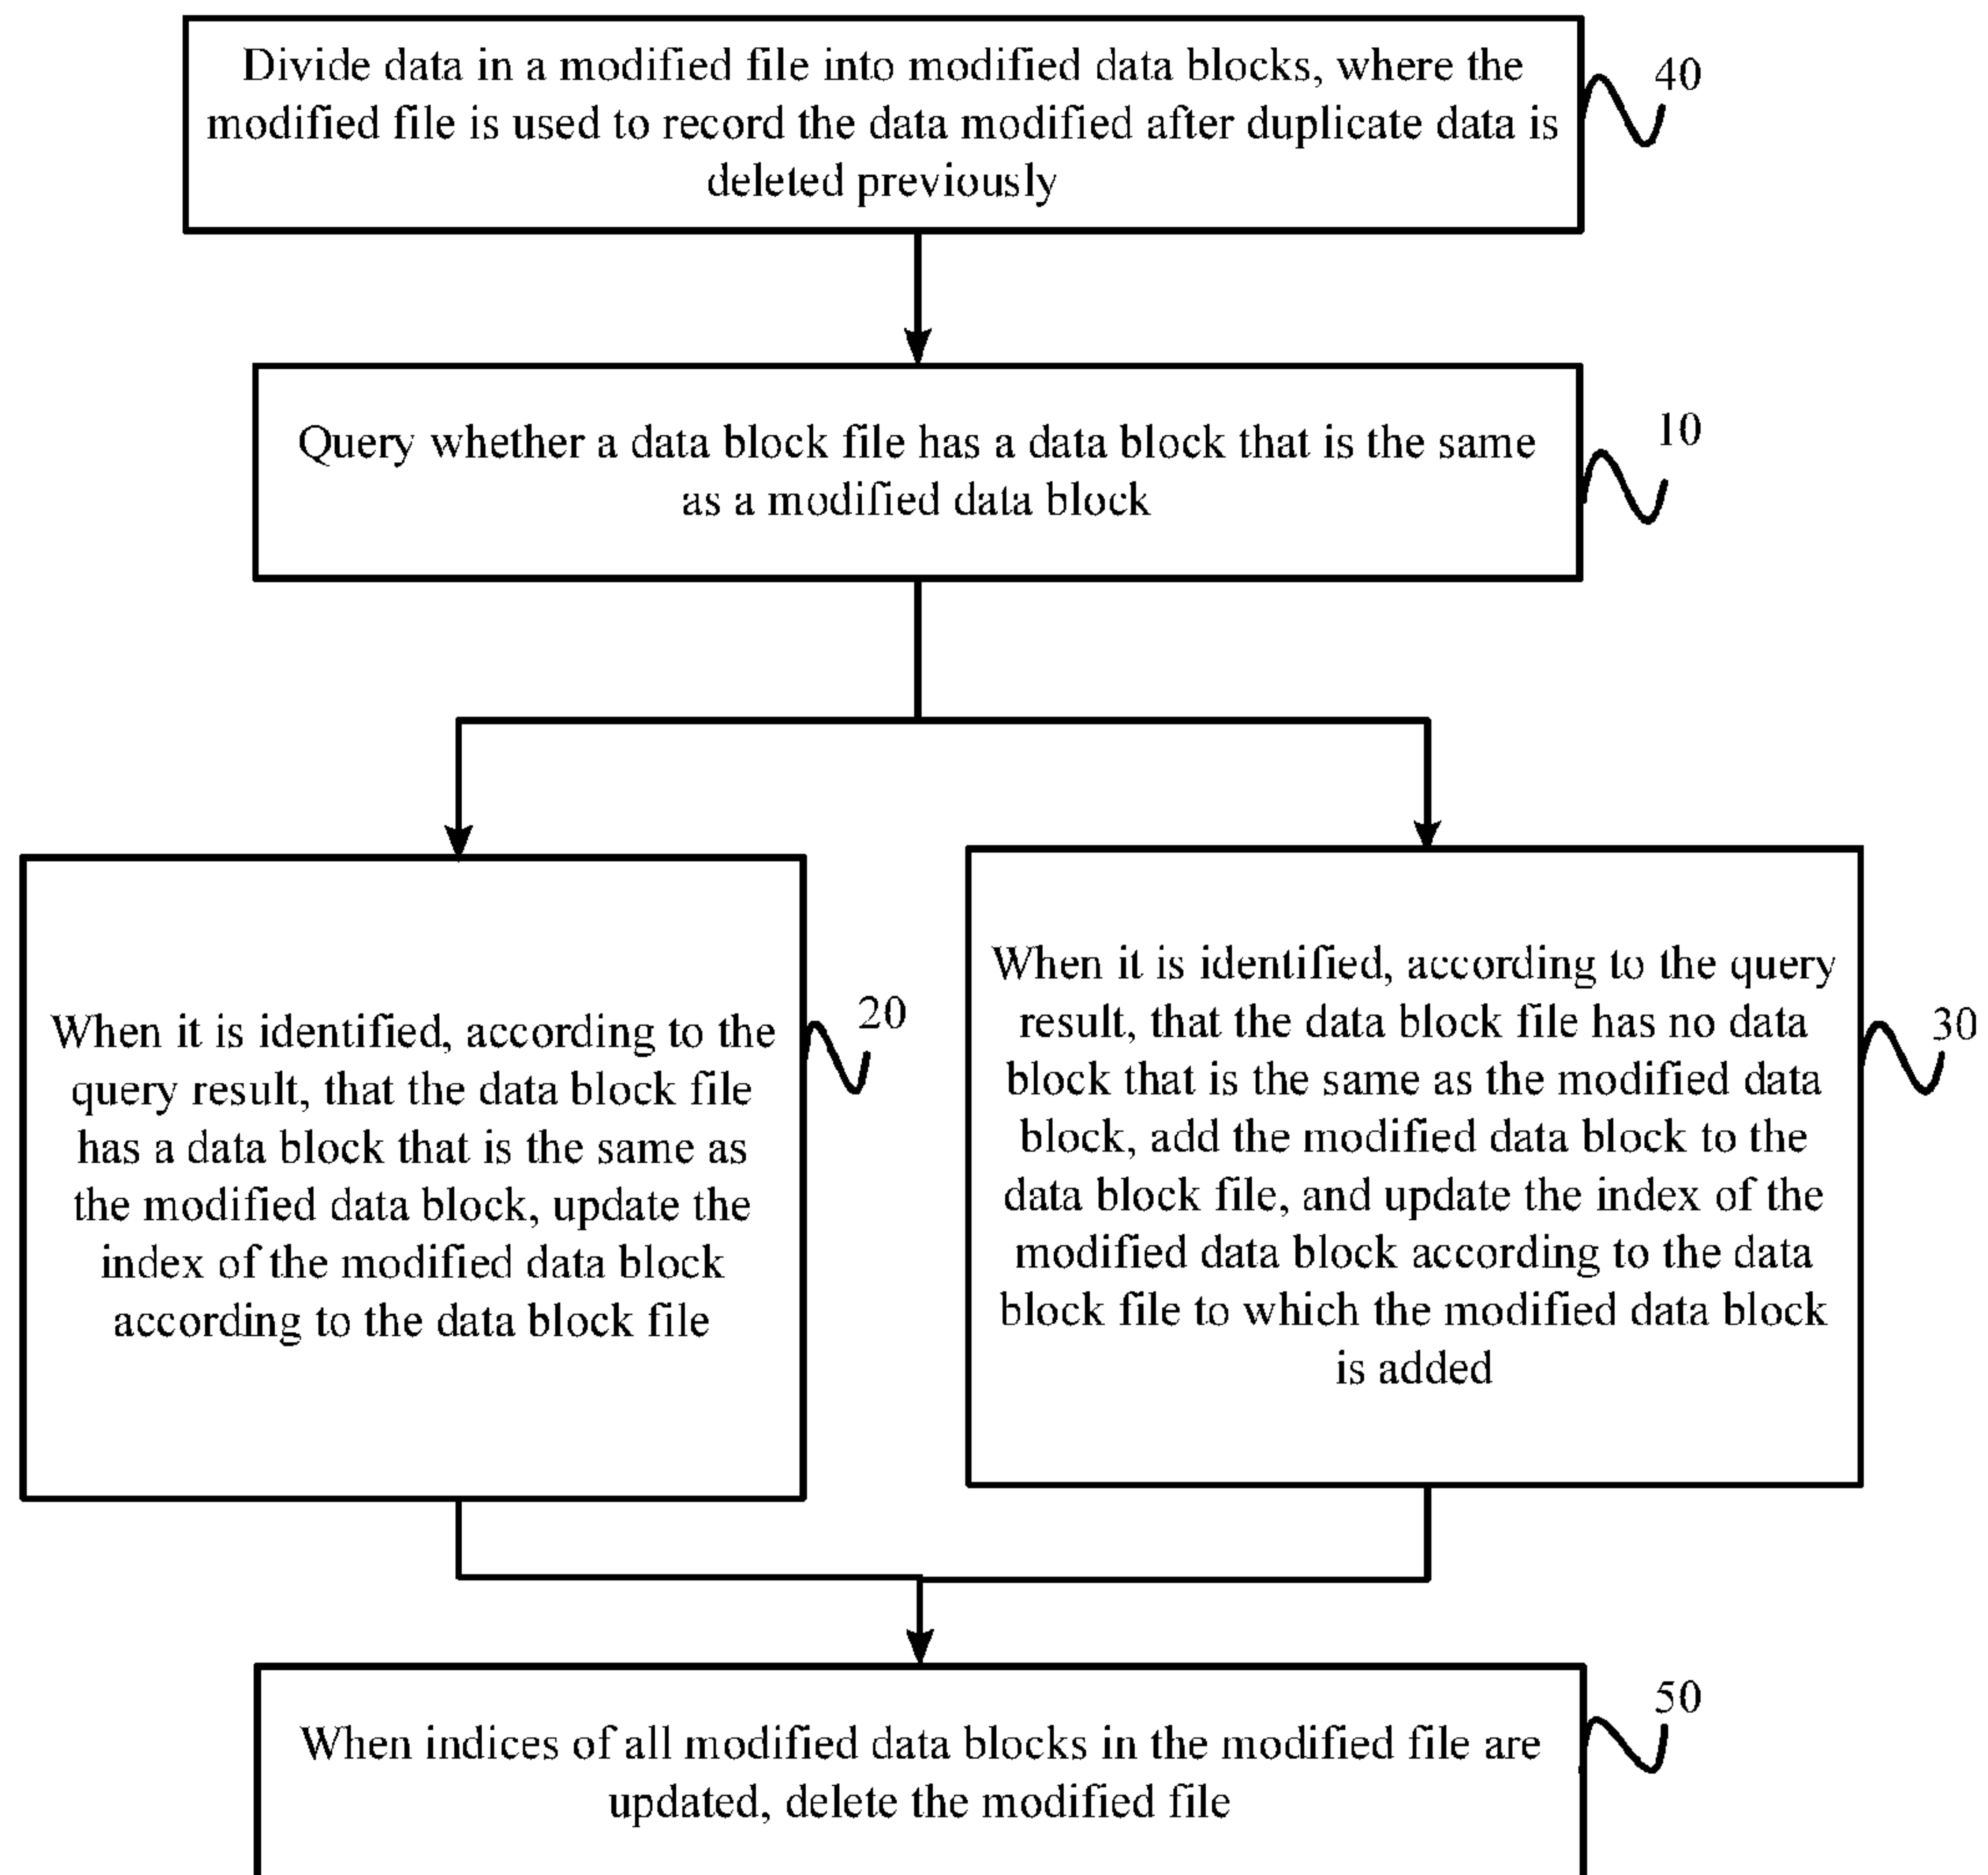 Divide data in a modified file into modified data blocks, where the
modified file is used to record the data modified after duplicate data is
deleted previously
40
Query whether a data block file has a data block that is the same
as a modified data block
10
When it is identified, according to the
query result, that the data block file
has a data block that is the same as
the modified data block, update the
index of the modified data block
according to the data block file
20
When it is identified, according to the query
result, that the data block file has no data
block that is the same as the modified data
block, add the modified data block to the
data block file, and update the index of the
modified data block according to the data
block file to which the modified data block
is added
30
When indices of all modified data blocks in the modified file are
updated, delete the modified file
50